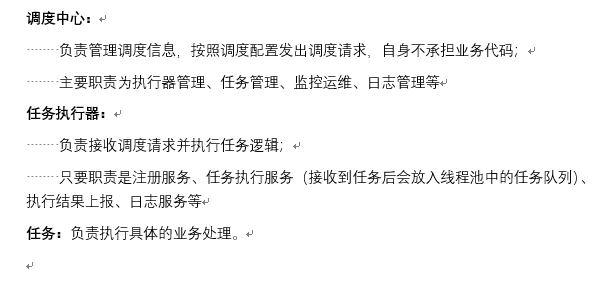 调度中心：
负责管理调度信息，按照调度配置发出调度请求，自身不承担业务代码；
主要职责为执行器管理、任务管理、监控运维、日志管理等
任务执行器：
负责接收调度请求并执行任务逻辑；
只要职责是注册服务、任务执行服务（接收到任务后会放入线程池中的任务队列）、
执行结果上报、日志服务等
任务：负责执行具体的业务处理。